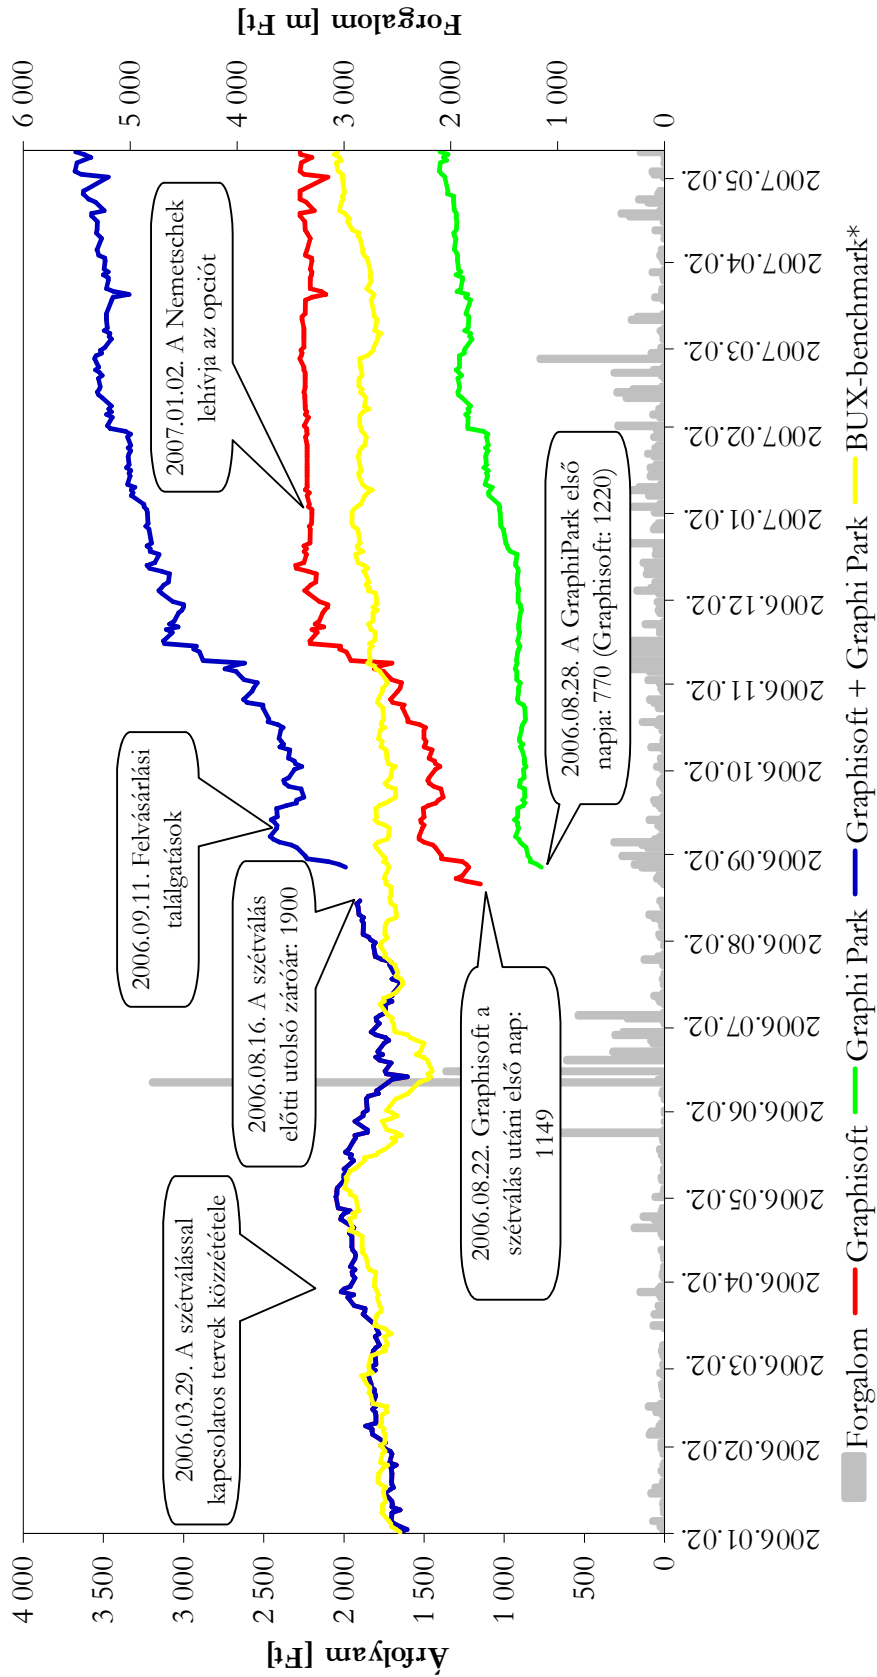 Árfolyam [Ft]
Forgalom [m Ft]
4 000
3 500
3 000
2 500
2 000
1 500
1 000
500
0
6 000
5 000
4 000
3 000
2 000
1 000
0
2006.03.29. A szétválással
kapcsolatos tervek közzététele
2006.08.16. A szétválás
előtti utolsó záróár: 1900
2006.09.11. Felvásárlási
találgatások
2007.01.02. A Nemetschek
lehívja az opciót
2006.08.22. Graphisoft a
szétválás utáni első nap:
1149
2006.08.28. A GraphiPark első
napja: 770 (Graphisoft: 1220)
2006.01.02.
2006.02.02.
2006.03.02.
2006.04.02.
2006.05.02.
2006.06.02.
2006.07.02.
2006.08.02.
2006.09.02.
2006.10.02.
2006.11.02.
2006.12.02.
2007.01.02.
2007.02.02.
2007.03.02.
2007.04.02.
2007.05.02.
Forgalom Graphisoft Graphi Park Graphisoft + Graphi Park BUX-benchmark*